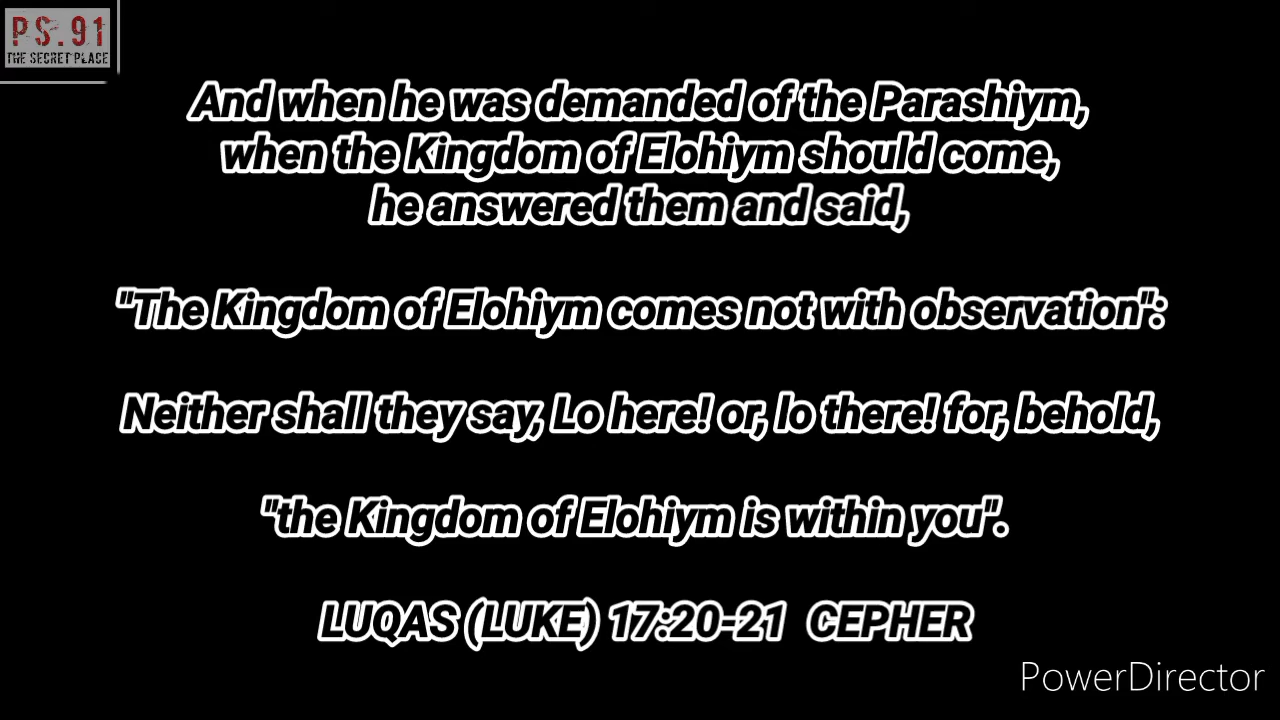 PS.91
THE SECRET PLACE
And when he was demanded of the Parashiym,
when the Kingdom of Elohiym should come,
he answered them and said,
"The Kingdom of Elohiym comes not with observation":
Neither shall they say, Lo here! or, lo there! for, behold,
"the Kingdom of Elohiym is within you".
LUQAS (LUKE) 17:20-21 CEPHER
PowerDirector